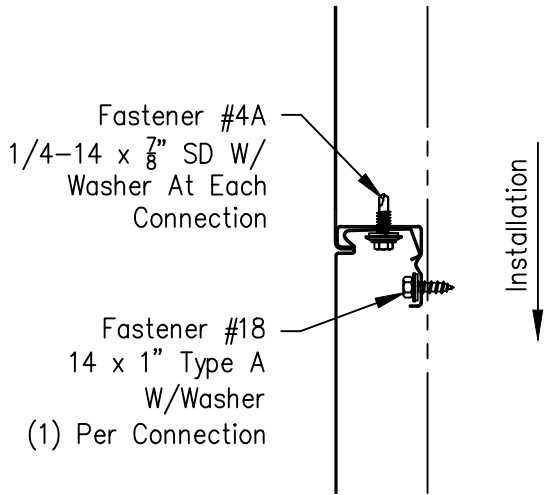 Fastener #4A
1/4-14 x 7/8" SD W/
Washer At Each
Connection
Installation
Fastener #18
14 x 1" Type A
W/Washer
(1) Per Connection